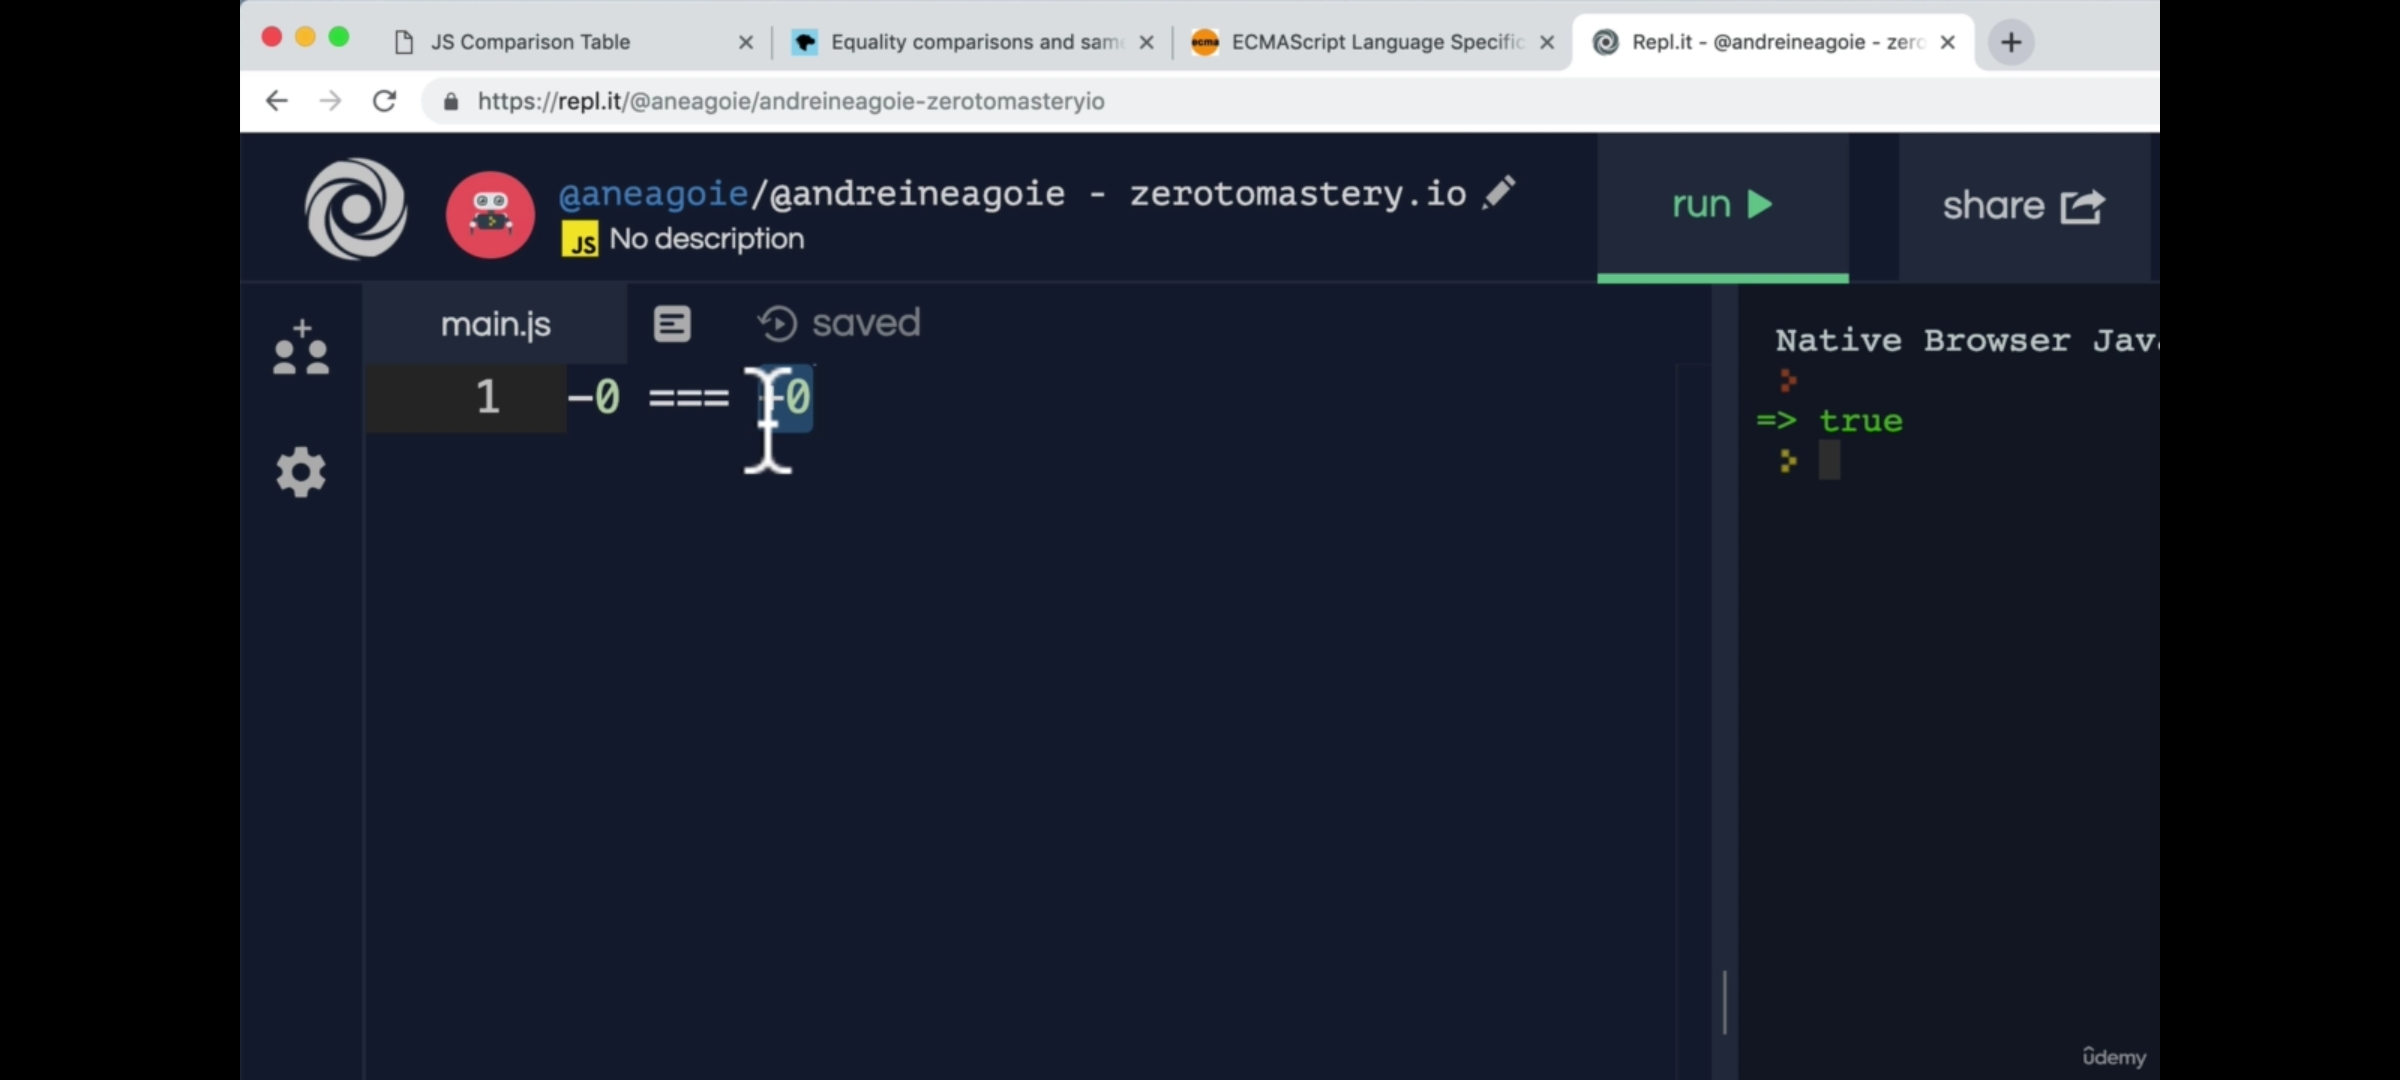 JS Comparison Table
Equality comparisons and sam
ECMAScript Language Specific
Repl.it - @andreineagoie - zero
https://repl.it/@aneagoie/andreineagoie-zerotomasteryio
@aneagoie/@andreineagoie - zerotomastery.io
JS No description
run
share
main.js
saved
1 -0 === +0
Native Browser Jav
=> true
ûdemy